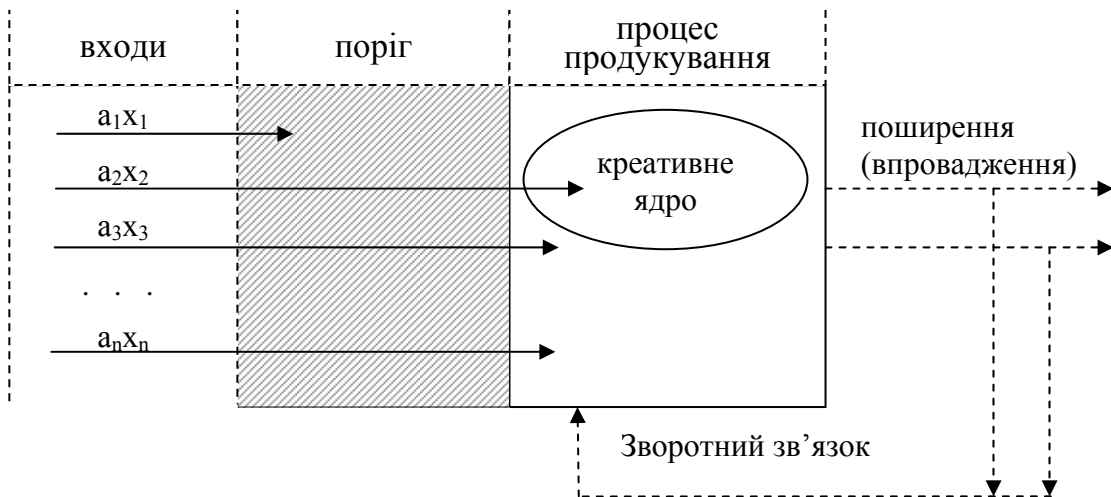 входи
поріг
процес
продукування
a₁x₁
a₂x₂
a₃x₃
. . .
aₙxₙ
креативне
ядро
поширення
(впровадження)
Зворотний зв’язок